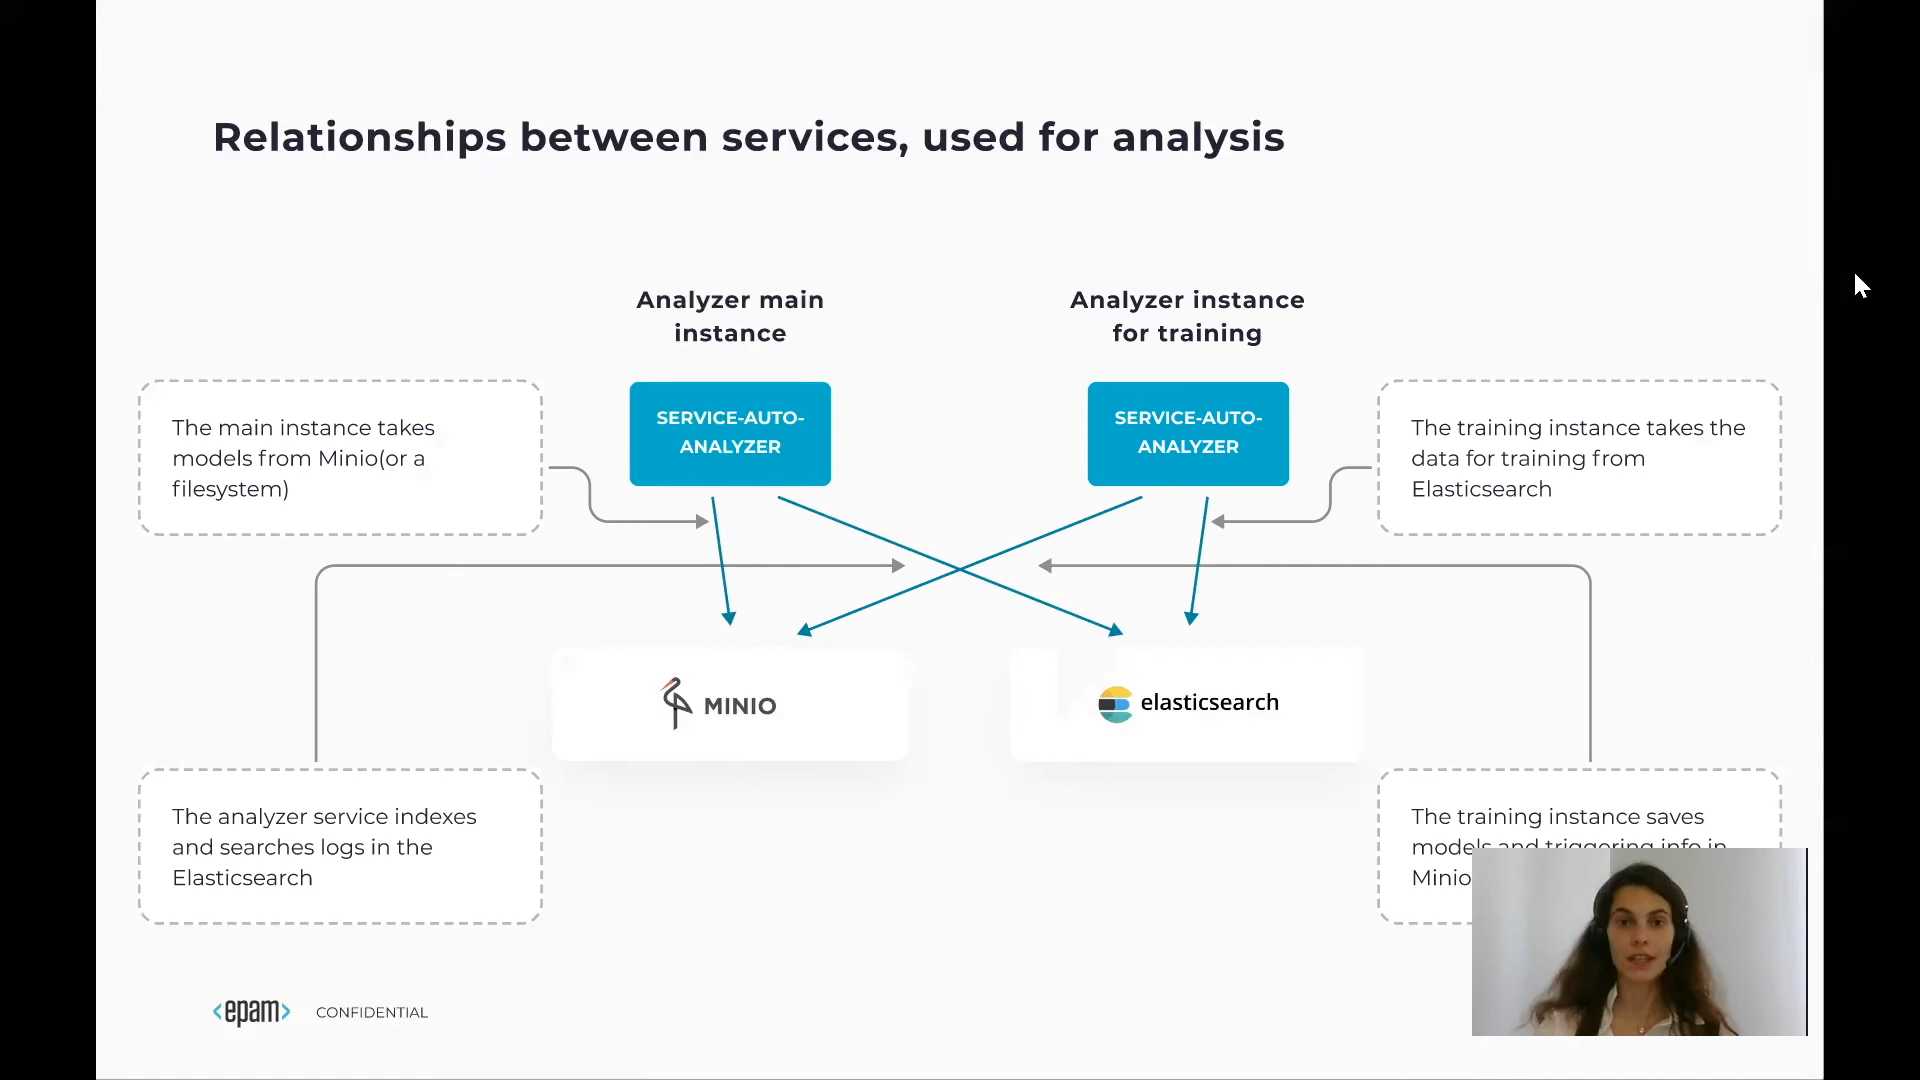 Relationships between services, used for analysis
Analyzer main
instance
Analyzer instance
for training
The main instance takes
models from Minio(or a
filesystem)
SERVICE-AUTO-
ANALYZER
SERVICE-AUTO-
ANALYZER
The training instance takes the
data for training from
Elasticsearch
MINIO
elasticsearch
The analyzer service indexes
and searches logs in the
Elasticsearch
The training instance saves
models and triggering info in
Minio
<epam> CONFIDENTIAL